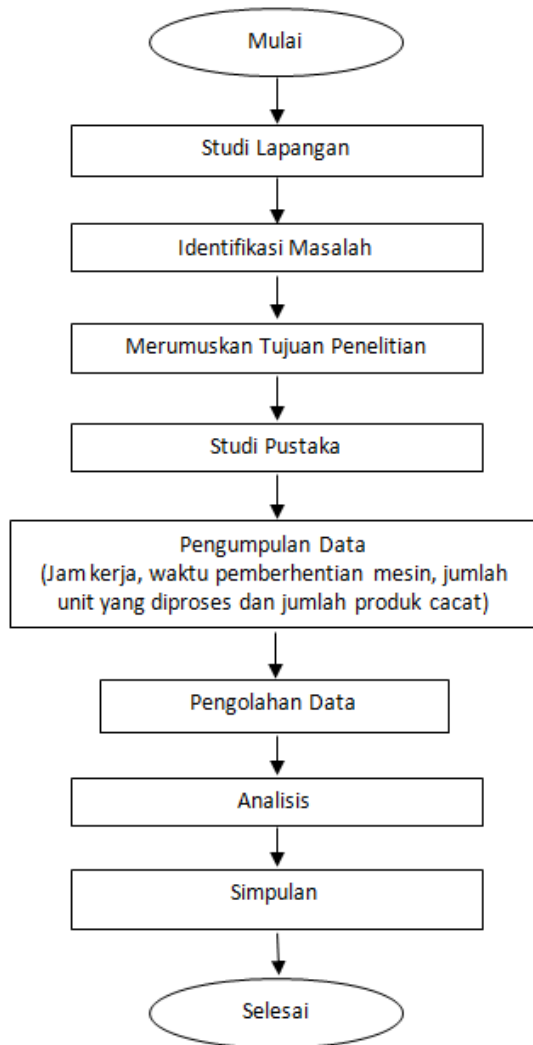 Mulai
Studi Lapangan
Identifikasi Masalah
Merumuskan Tujuan Penelitian
Studi Pustaka
Pengumpulan Data
(Jam kerja, waktu pemberhentian mesin, jumlah
unit yang diproses dan jumlah produk cacat)
Pengolahan Data
Analisis
Simpulan
Selesai